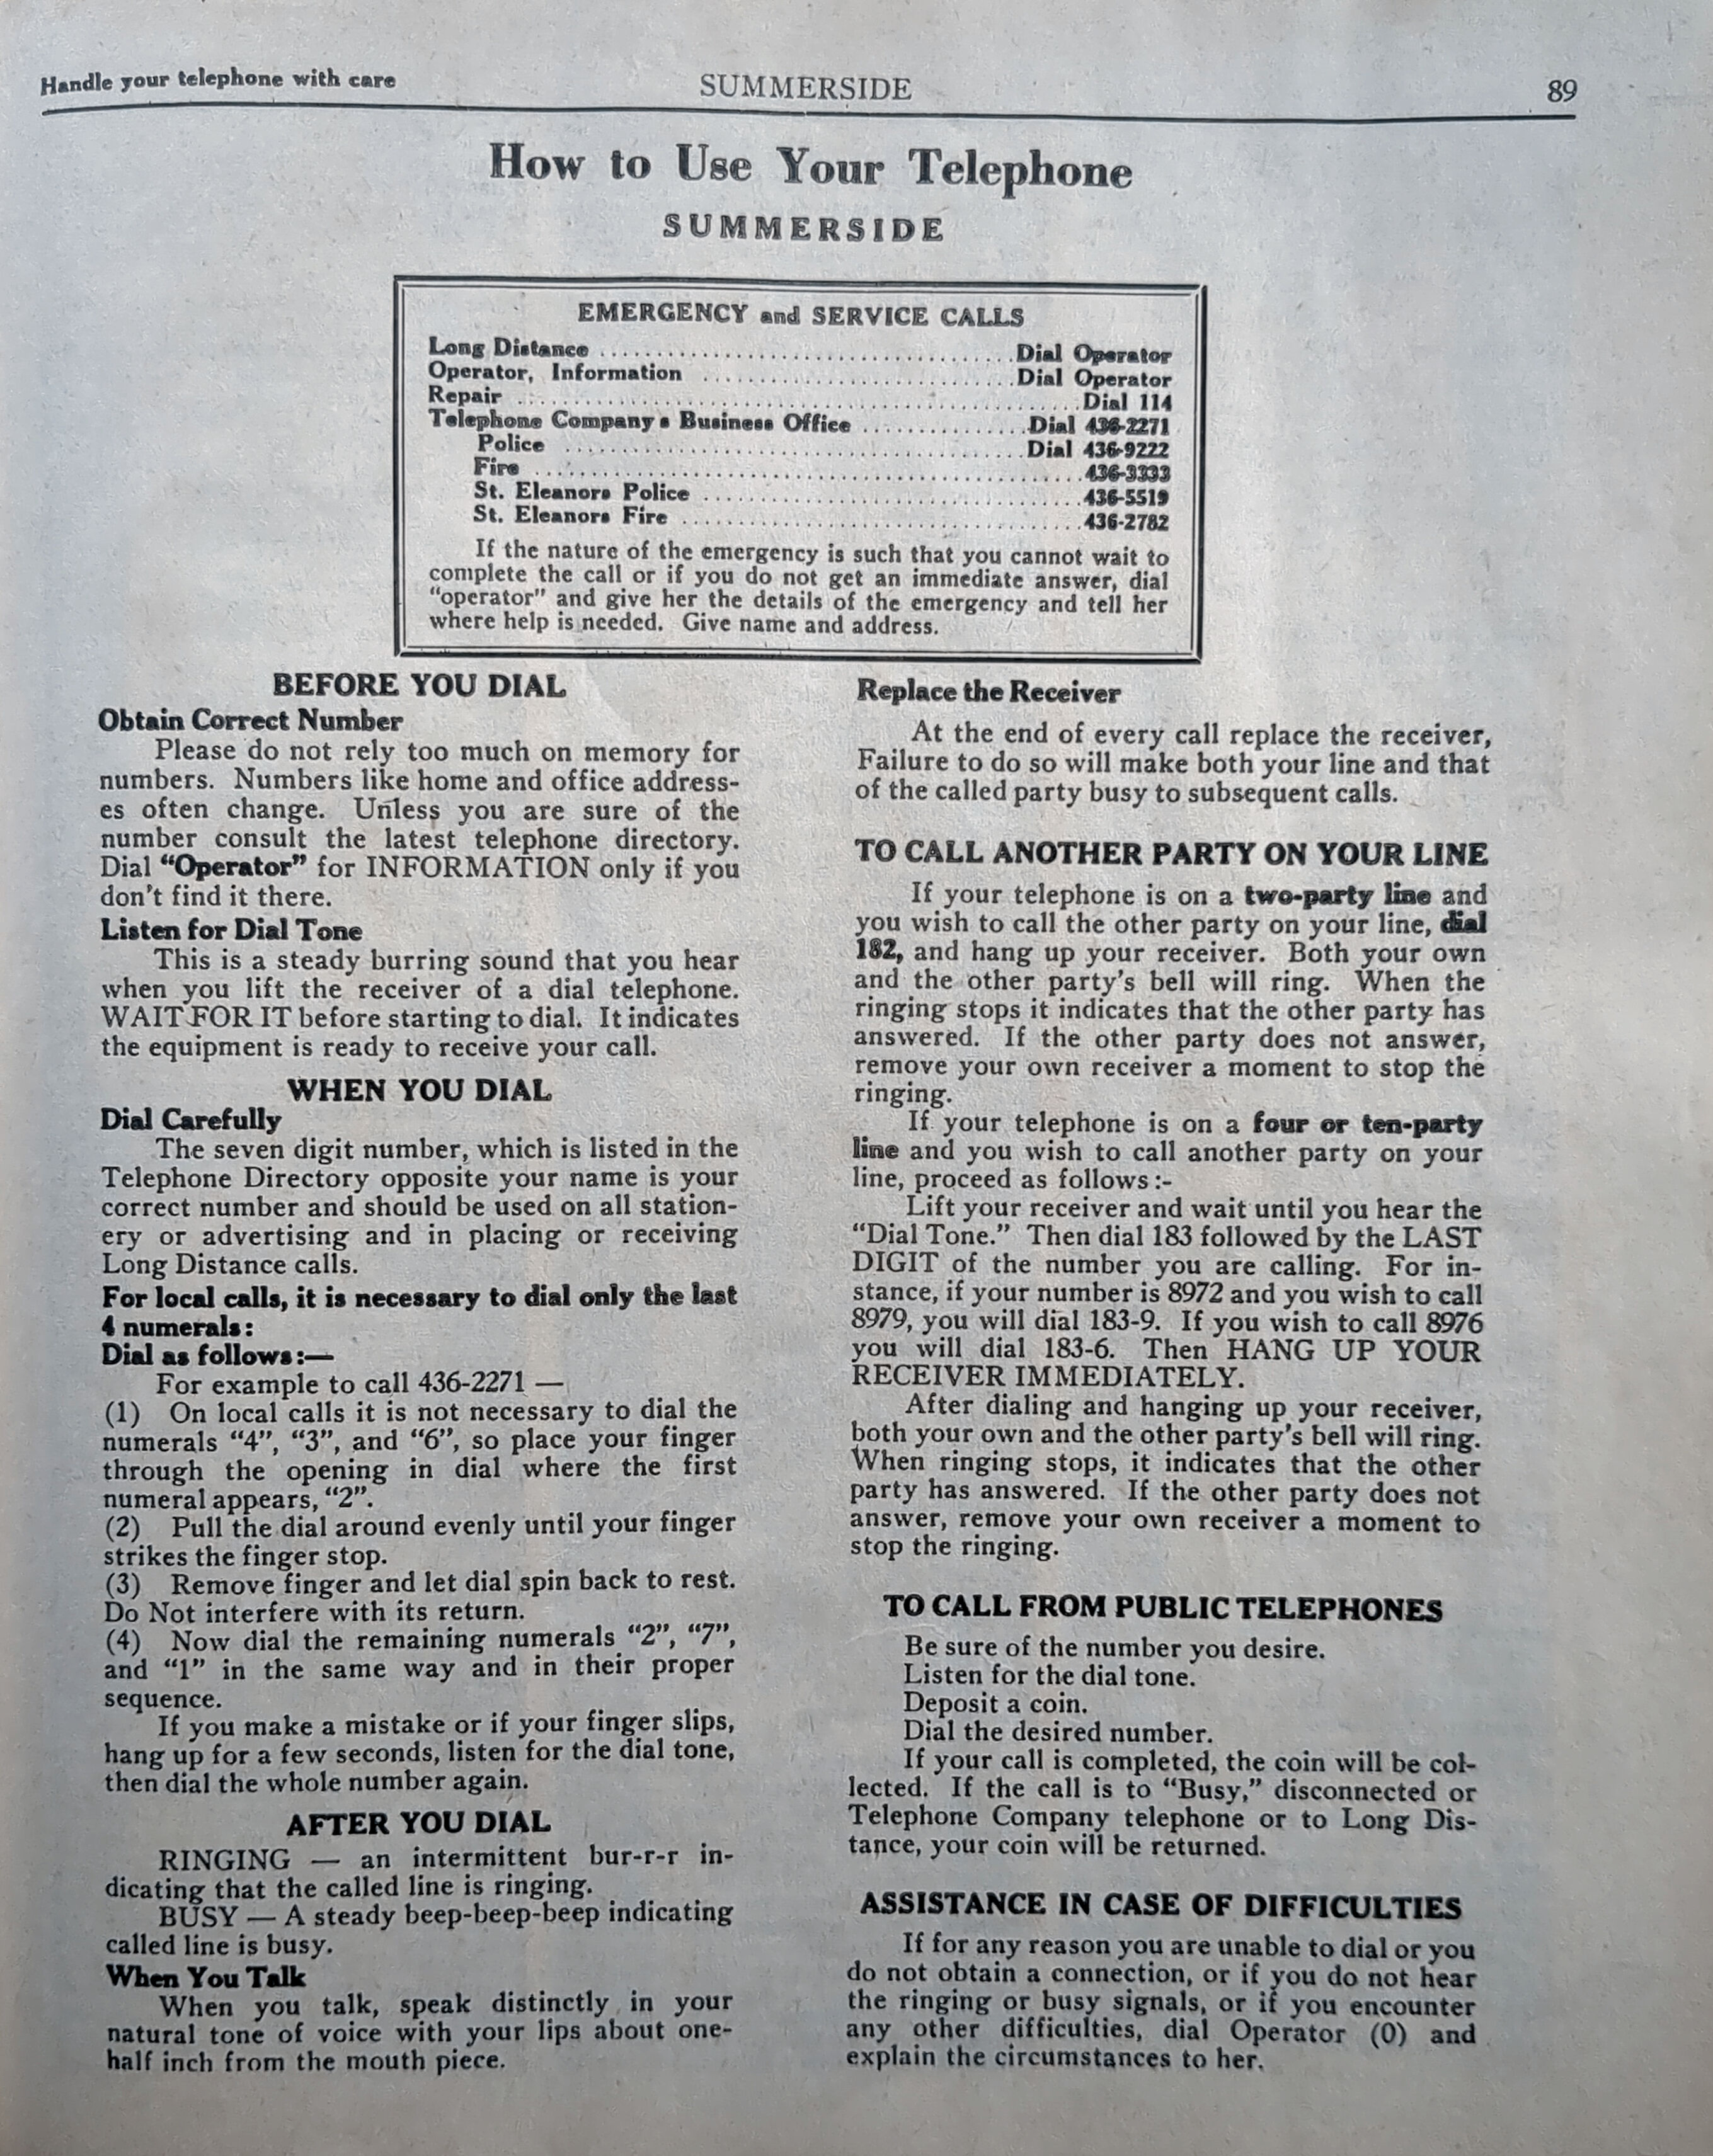 Handle your telephone with care
SUMMERSIDE
89
How to Use Your Telephone
SUMMERSIDE
EMERGENCY and SERVICE CALLS
Long Distance ........................................ Dial Operator
Operator, Information .............................. Dial Operator
Repair ........................................................ Dial 114
Telephone Company's Business Office ............... Dial 436-2271
Police .................................................. Dial 436-9222
Fire ........................................................ 436-3333
St. Eleanors Police ...................................... 436-5519
St. Eleanors Fire ........................................ 436-2782
If the nature of the emergency is such that you cannot wait to
complete the call or if you do not get an immediate answer, dial
"operator" and give her the details of the emergency and tell her
where help is needed. Give name and address.
BEFORE YOU DIAL
Obtain Correct Number
Please do not rely too much on memory for
numbers. Numbers like home and office address-
es often change. Unless you are sure of the
number consult the latest telephone directory.
Dial "Operator" for INFORMATION only if you
don't find it there.
Listen for Dial Tone
This is a steady burring sound that you hear
when you lift the receiver of a dial telephone.
WAIT FOR IT before starting to dial. It indicates
the equipment is ready to receive your call.
WHEN YOU DIAL
Dial Carefully
The seven digit number, which is listed in the
Telephone Directory opposite your name is your
correct number and should be used on all station-
ery or advertising and in placing or receiving
Long Distance calls.
For local calls, it is necessary to dial only the last
4 numerals:
Dial as follows:—
For example to call 436-2271 —
(1) On local calls it is not necessary to dial the
numerals "4", "3", and "6", so place your finger
through the opening in dial where the first
numeral appears, "2".
(2) Pull the dial around evenly until your finger
strikes the finger stop.
(3) Remove finger and let dial spin back to rest.
Do Not interfere with its return.
(4) Now dial the remaining numerals "2", "7",
and "1" in the same way and in their proper
sequence.
If you make a mistake or if your finger slips,
hang up for a few seconds, listen for the dial tone,
then dial the whole number again.
AFTER YOU DIAL
RINGING — an intermittent bur-r-r in-
dicating that the called line is ringing.
BUSY — A steady beep-beep-beep indicating
called line is busy.
When You Talk
When you talk, speak distinctly in your
natural tone of voice with your lips about one-
half inch from the mouth piece.
Replace the Receiver
At the end of every call replace the receiver,
Failure to do so will make both your line and that
of the called party busy to subsequent calls.
TO CALL ANOTHER PARTY ON YOUR LINE
If your telephone is on a two-party line and
you wish to call the other party on your line, dial
182, and hang up your receiver. Both your own
and the other party's bell will ring. When the
ringing stops it indicates that the other party has
answered. If the other party does not answer,
remove your own receiver a moment to stop the
ringing.
If your telephone is on a four or ten-party
line and you wish to call another party on your
line, proceed as follows:-
Lift your receiver and wait until you hear the
"Dial Tone." Then dial 183 followed by the LAST
DIGIT of the number you are calling. For in-
stance, if your number is 8972 and you wish to call
8979, you will dial 183-9. If you wish to call 8976
you will dial 183-6. Then HANG UP YOUR
RECEIVER IMMEDIATELY.
After dialing and hanging up your receiver,
both your own and the other party's bell will ring.
When ringing stops, it indicates that the other
party has answered. If the other party does not
answer, remove your own receiver a moment to
stop the ringing.
TO CALL FROM PUBLIC TELEPHONES
Be sure of the number you desire.
Listen for the dial tone.
Deposit a coin.
Dial the desired number.
If your call is completed, the coin will be col-
lected. If the call is to "Busy," disconnected or
Telephone Company telephone or to Long Dis-
tance, your coin will be returned.
ASSISTANCE IN CASE OF DIFFICULTIES
If for any reason you are unable to dial or you
do not obtain a connection, or if you do not hear
the ringing or busy signals, or if you encounter
any other difficulties, dial Operator (0) and
explain the circumstances to her.